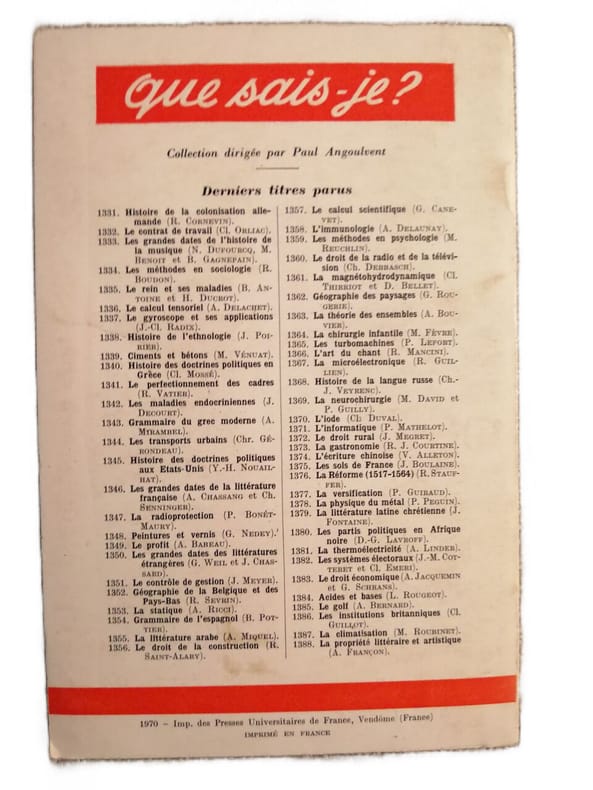 que sais-je?
Collection dirigée par Paul Angoulvent
Derniers titres parus
1331. Histoire de la colonisation alle-
mande (R. CORNEVIN).
1332. Le contrat de travail (Cl. ORLIAC).
1333. Les grandes dates de l'histoire de
la musique (N. DUFOURCQ, M.
BENOIT et B. GAGNEPAIN).
1334. Les méthodes en sociologie (R.
BOUDON).
1335. Le rein et ses maladies (B. AN-
TOINE et H. DUCROT).
1336. Le calcul tensoriel (A. DELACHET).
1337. Le gyroscope et ses applications
(J.-Cl. RADIX).
1338. Histoire de l'ethnologie (J. POI-
RIER).
1339. Ciments et bétons (M. VÉNUAT).
1340. Histoire des doctrines politiques en
Grèce (Cl. MOSSÉ).
1341. Le perfectionnement des cadres
(R. VATIER).
1342. Les maladies endocriniennes (J.
DECOURT).
1343. Grammaire du grec moderne (A.
MIRAMBEL).
1344. Les transports urbains (Chr. GÉ-
RONDEAU).
1345. Histoire des doctrines politiques
aux Etats-Unis (Y.-H. NOUAIL-
HAT).
1346. Les grandes dates de la littérature
française (A. CHASSANG et Ch.
SENNINGER).
1347. La radioprotection (P. BONÉT-
MAURY).
1348. Peintures et vernis (G. NEDEY).
1349. Le profit (A. BABEAU).
1350. Les grandes dates des littératures
étrangères (G. WEIL et J. CHAS-
SARD).
1351. Le contrôle de gestion (J. MEYER).
1352. Géographie de la Belgique et des
Pays-Bas (R. SEVRIN).
1353. La statique (A. RICCI).
1354. Grammaire de l'espagnol (B. POT-
TIER).
1355. La littérature arabe (A. MIQUEL).
1356. Le droit de la construction (R.
SAINT-ALARY).
1357. Le calcul scientifique (G. CANE-
VET).
1358. L'immunologie (A. DELAUNAY).
1359. Les méthodes en psychologie (M.
REUCHLIN).
1360. Le droit de la radio et de la télévi-
sion (Ch. DEBBASCH).
1361. La magnétohydrodynamique (Cl.
THIRRIOT et D. BELLET).
1362. Géographie des paysages (G. ROU-
GERIE).
1363. La théorie des ensembles (A. BOU-
VIER).
1364. La chirurgie infantile (M. FÈVRE).
1365. Les turbomachines (P. LEFORT).
1366. L'art du chant (R. MANCINI).
1367. La microélectronique (R. GUIL-
LIEN).
1368. Histoire de la langue russe (Ch.-
J. VEYRENC).
1369. La neurochirurgie (M. DAVID et
P. GUILLY).
1370. L'iode (Cl. DUVAL).
1371. L'informatique (P. MATHELOT).
1372. Le droit rural (J. MEGRET).
1373. La gastronomie (R. J. COURTINE).
1374. L'écriture chinoise (V. ALLETON).
1375. Les sols de France (J. BOULAINE).
1376. La Réforme (1517-1564) (R. STAUF-
FER).
1377. La versification (P. GUIRAUD).
1378. La physique du métal (P. PEGUIN).
1379. La littérature latine chrétienne (J.
FONTAINE).
1380. Les partis politiques en Afrique
noire (D.-G. LAVROFF).
1381. La thermoélectricité (A. LINDER).
1382. Les systèmes électoraux (J.-M. COT-
TERET et Cl. EMERI).
1383. Le droit économique (A. JACQUEMIN
et G. SCHRANS).
1384. Acides et bases (L. ROUGEOT).
1385. Le golf (A. BERNARD).
1386. Les institutions britanniques (Cl.
GUILLOT).
1387. La climatisation (M. ROUBINET).
1388. La propriété littéraire et artistique
(A. FRANÇON).
1970 – Imp. des Presses Universitaires de France, Vendôme (France)
IMPRIMÉ EN FRANCE